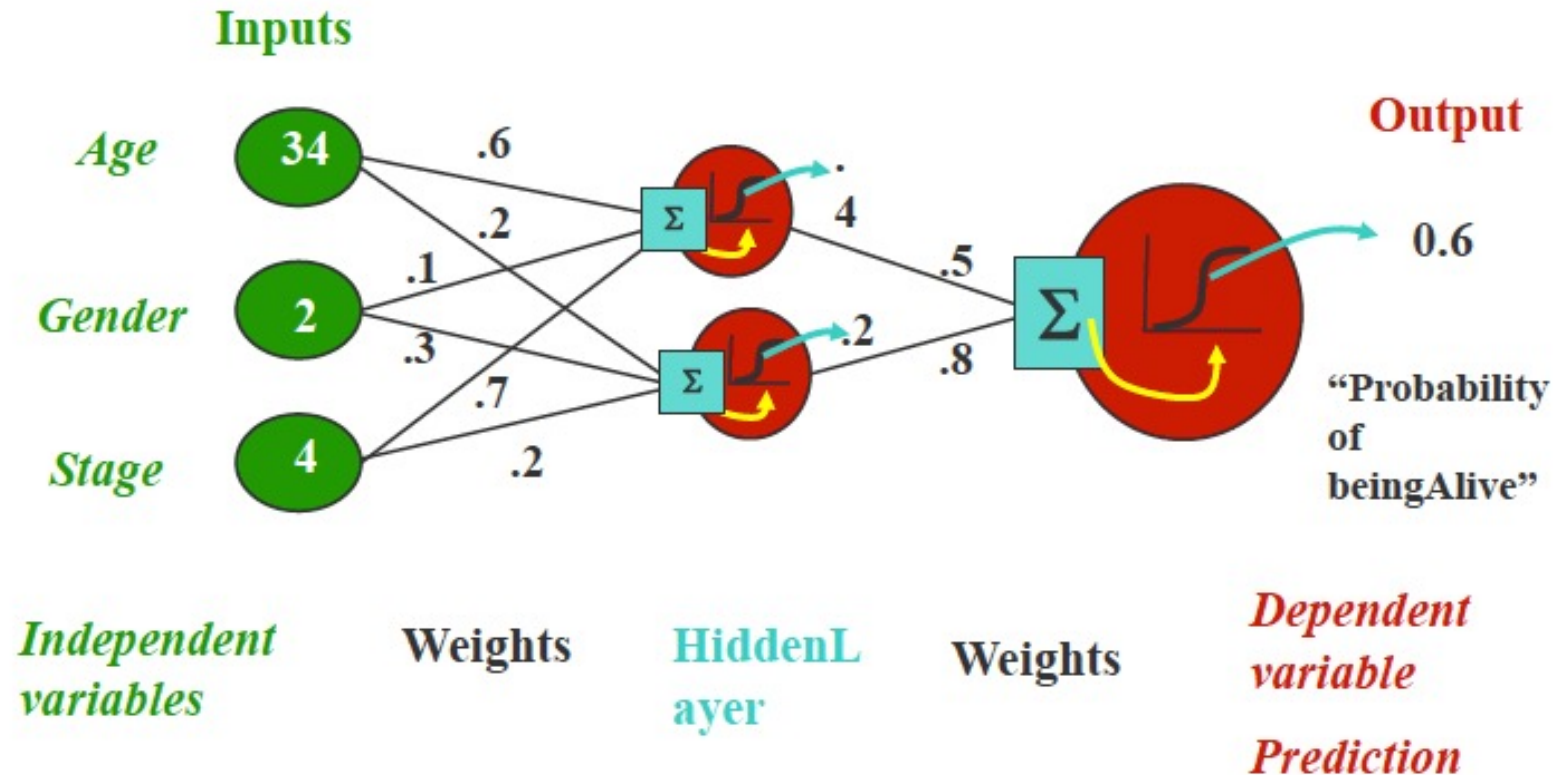 Inputs
Output
Age
34
.6
.
4
.2
Gender
2
.1
.3
Σ
Σ
.2
.5
.8
Σ
0.6
Stage
4
.7
.2
“Probability
of
beingAlive”
Independent
variables
Weights
HiddenL
ayer
Weights
Dependent
variable
Prediction